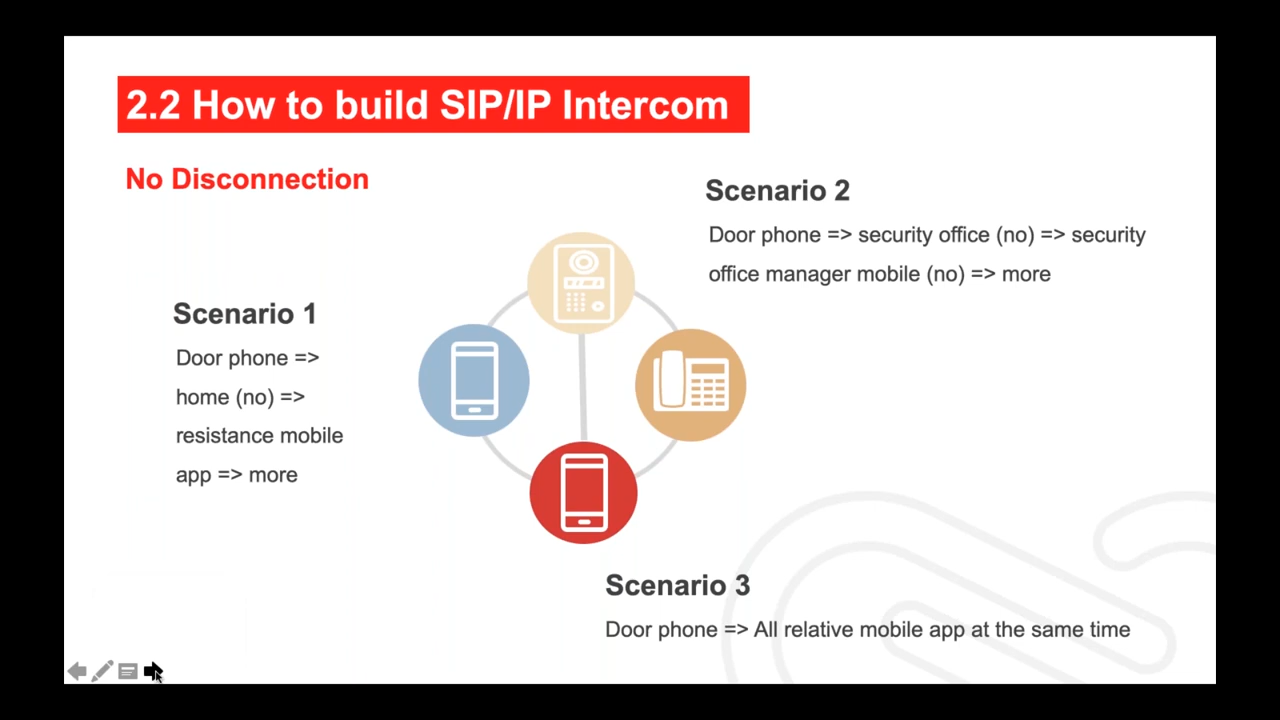 2.2 How to build SIP/IP Intercom
No Disconnection
Scenario 1
Door phone =>
home (no) =>
resistance mobile
app => more
Scenario 2
Door phone => security office (no) => security
office manager mobile (no) => more
Scenario 3
Door phone => All relative mobile app at the same time